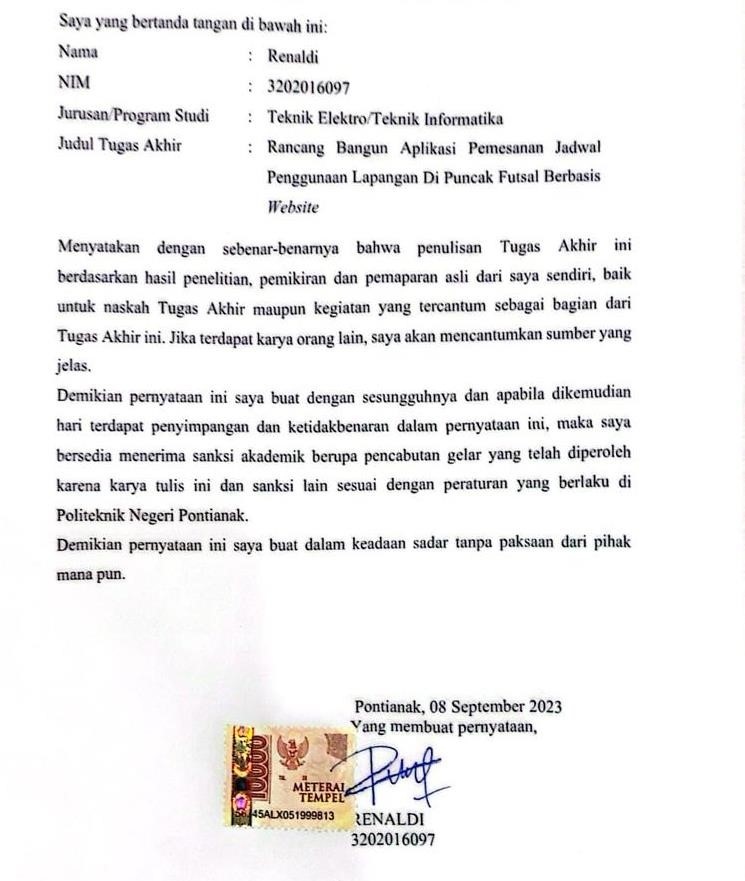 Saya yang bertanda tangan di bawah ini:
Nama : Renaldi
NIM : 3202016097
Jurusan/Program Studi : Teknik Elektro/Teknik Informatika
Judul Tugas Akhir : Rancang Bangun Aplikasi Pemesanan Jadwal
Penggunaan Lapangan Di Puncak Futsal Berbasis
Website
Menyatakan dengan sebenar-benarnya bahwa penulisan Tugas Akhir ini
berdasarkan hasil penelitian, pemikiran dan pemaparan asli dari saya sendiri, baik
untuk naskah Tugas Akhir maupun kegiatan yang tercantum sebagai bagian dari
Tugas Akhir ini. Jika terdapat karya orang lain, saya akan mencantumkan sumber yang
jelas.
Demikian pernyataan ini saya buat dengan sesungguhnya dan apabila dikemudian
hari terdapat penyimpangan dan ketidakbenaran dalam pernyataan ini, maka saya
bersedia menerima sanksi akademik berupa pencabutan gelar yang telah diperoleh
karena karya tulis ini dan sanksi lain sesuai dengan peraturan yang berlaku di
Politeknik Negeri Pontianak.
Demikian pernyataan ini saya buat dalam keadaan sadar tanpa paksaan dari pihak
mana pun.
Pontianak, 08 September 2023
Yang membuat pernyataan,
10000
METERAI
TEMPEL
45ALX051999813
RENALDI
3202016097